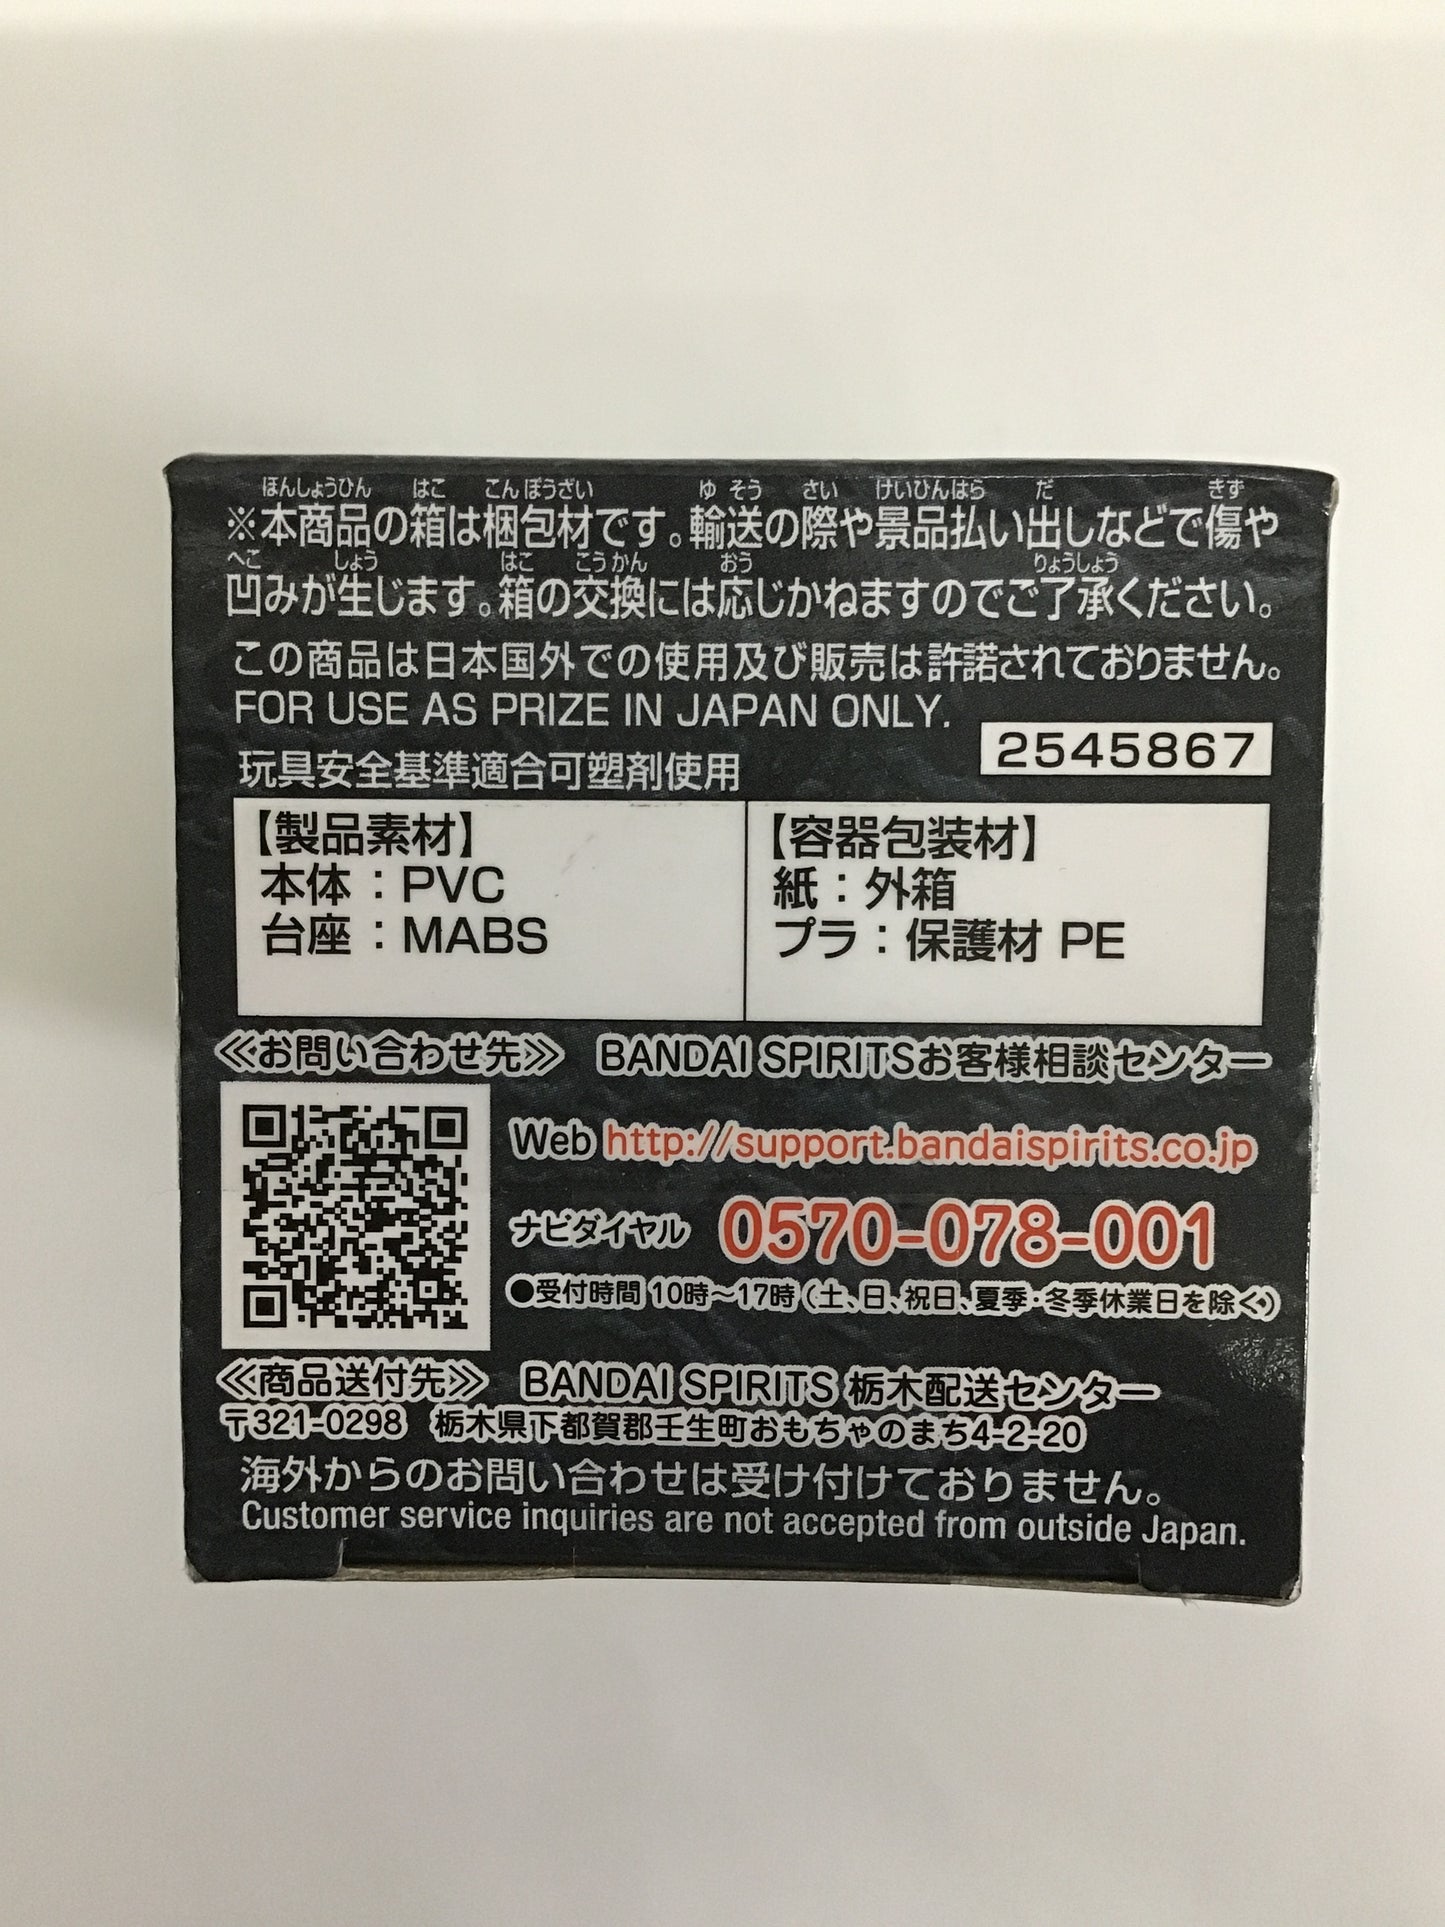 ほんしょうひん はこ こんぽうざい ゆ そう さい けいひんはら だ きず
※本商品の箱は梱包材です。輸送の際や景品払い出しなどで傷や
へこ しょう はこ こうかん おう りょうしょう
凹みが生じます。箱の交換には応じかねますのでご了承ください。
この商品は日本国外での使用及び販売は許諾されておりません。
FOR USE AS PRIZE IN JAPAN ONLY.
2545867
玩具安全基準適合可塑剤使用
【製品素材】
本体：PVC
台座：MABS
【容器包装材】
紙：外箱
プラ：保護材 PE
≪お問い合わせ先≫ BANDAI SPIRITSお客様相談センター
Web http://support.bandaispirits.co.jp
ナビダイヤル 0570-078-001
●受付時間 10時～17時（土、日、祝日、夏季・冬季休業日を除く）
≪商品送付先≫ BANDAI SPIRITS 栃木配送センター
〒321-0298 栃木県下都賀郡壬生町おもちゃのまち4-2-20
海外からのお問い合わせは受け付けておりません。
Customer service inquiries are not accepted from outside Japan.